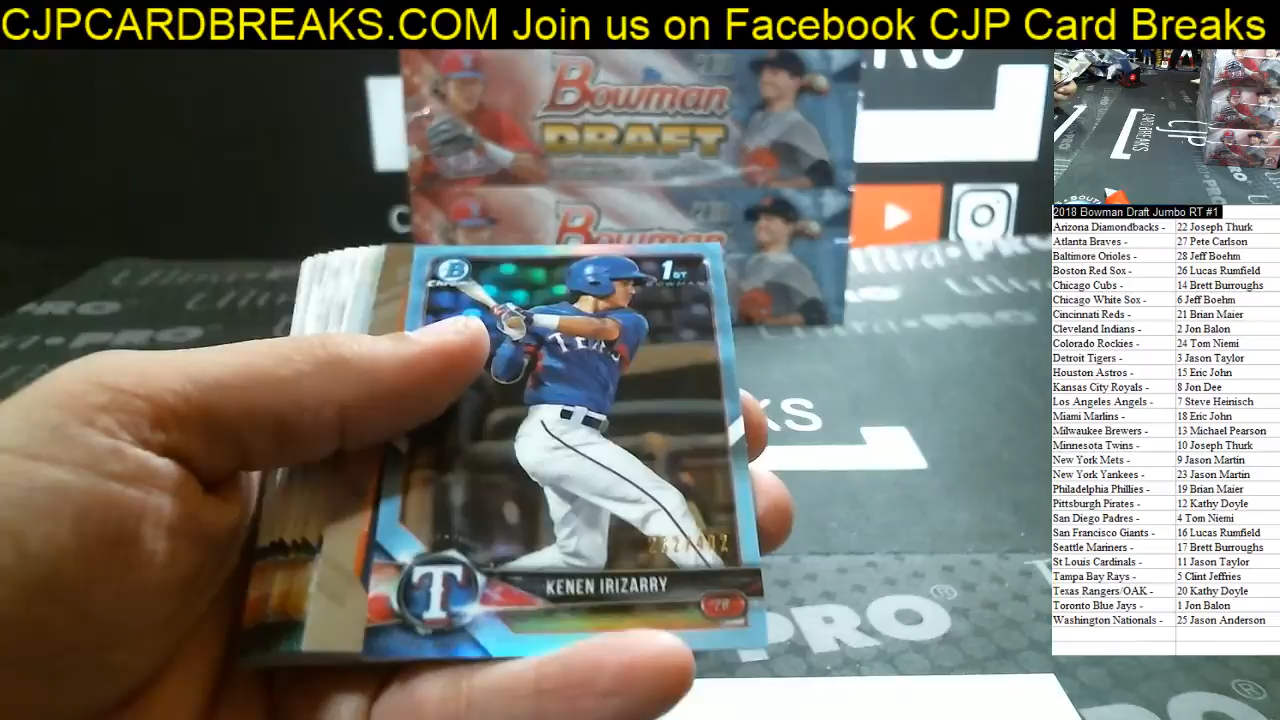 CJPCARDBREAKS.COM Join us on Facebook CJP Card Breaks
Bowman
DRAFT
Bowman
Chrome
1ST
BOWMAN
TEXAS
KENEN IRIZARRY
2B
T
PRO
2018 Bowman Draft Jumbo RT #1
Arizona Diamondbacks - 22 Joseph Thurk
Atlanta Braves - 27 Pete Carlson
Baltimore Orioles - 28 Jeff Boehm
Boston Red Sox - 26 Lucas Rumfield
Chicago Cubs - 14 Brett Burroughs
Chicago White Sox - 6 Jeff Boehm
Cincinnati Reds - 21 Brian Maier
Cleveland Indians - 2 Jon Balon
Colorado Rockies - 24 Tom Niemi
Detroit Tigers - 3 Jason Taylor
Houston Astros - 15 Eric John
Kansas City Royals - 8 Jon Dee
Los Angeles Angels - 7 Steve Heinisch
Miami Marlins - 18 Eric John
Milwaukee Brewers - 13 Michael Pearson
Minnesota Twins - 10 Joseph Thurk
New York Mets - 9 Jason Martin
New York Yankees - 23 Jason Martin
Philadelphia Phillies - 19 Brian Maier
Pittsburgh Pirates - 12 Kathy Doyle
San Diego Padres - 4 Tom Niemi
San Francisco Giants - 16 Lucas Rumfield
Seattle Mariners - 17 Brett Burroughs
St Louis Cardinals - 11 Jason Taylor
Tampa Bay Rays - 5 Clint Jeffries
Texas Rangers/OAK - 20 Kathy Doyle
Toronto Blue Jays - 1 Jon Balon
Washington Nationals - 25 Jason Anderson